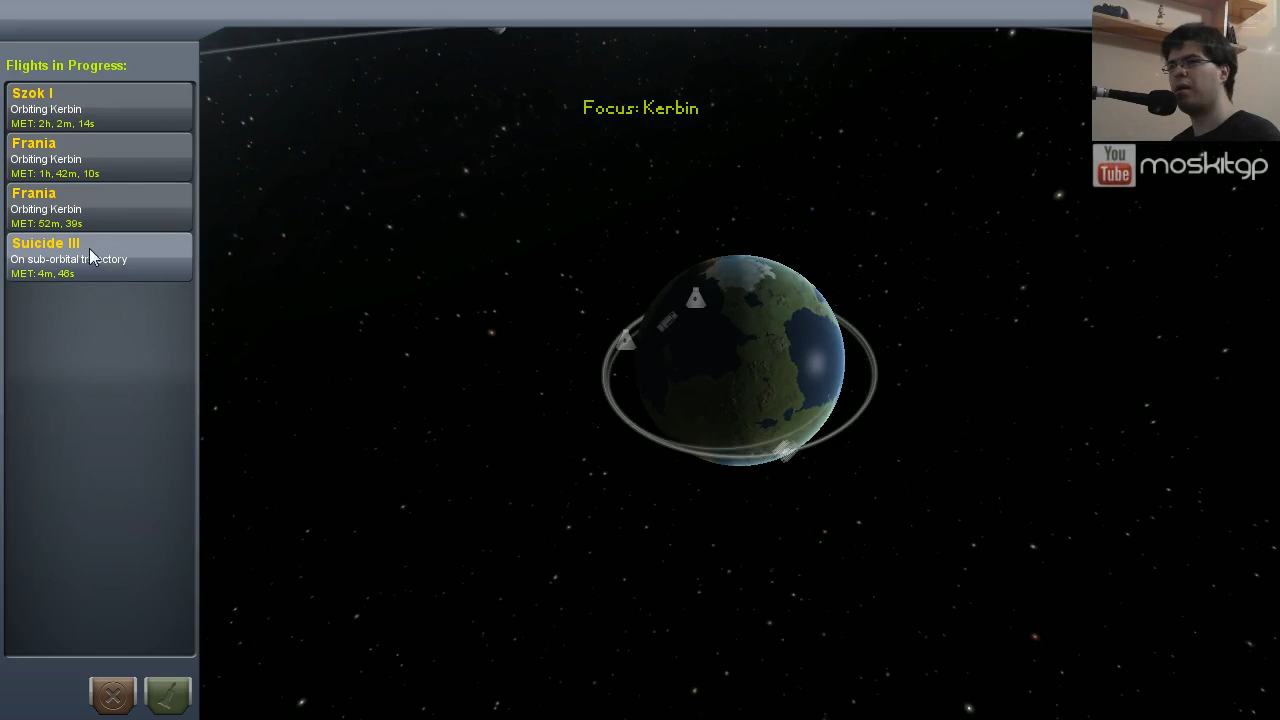 Flights in Progress:
Szok I
Orbiting Kerbin
MET: 2h, 2m, 14s
Frania
Orbiting Kerbin
MET: 1h, 42m, 10s
Frania
Orbiting Kerbin
MET: 52m, 39s
Suicide III
On sub-orbital trajectory
MET: 4m, 46s
Focus: Kerbin
You
Tube
moskitgp